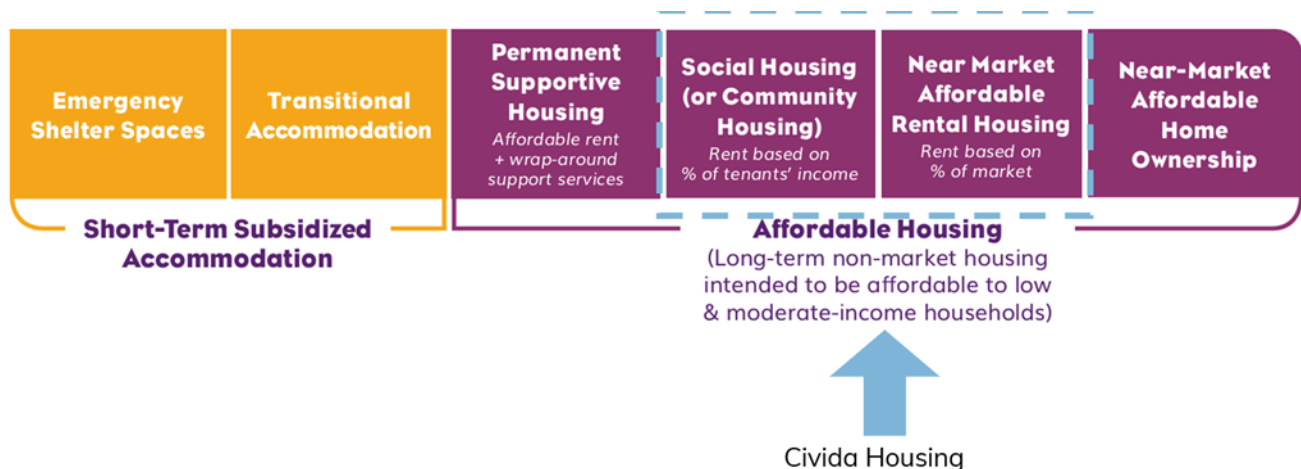 Emergency
Shelter Spaces
Transitional
Accommodation
Permanent
Supportive
Housing
Affordable rent
+ wrap-around
support services
Social Housing
(or Community
Housing)
Rent based on
% of tenants' income
Near Market
Affordable
Rental Housing
Rent based on
% of market
Near-Market
Affordable
Home
Ownership
Short-Term Subsidized
Accommodation
Affordable Housing
(Long-term non-market housing
intended to be affordable to low
& moderate-income households)
Civida Housing